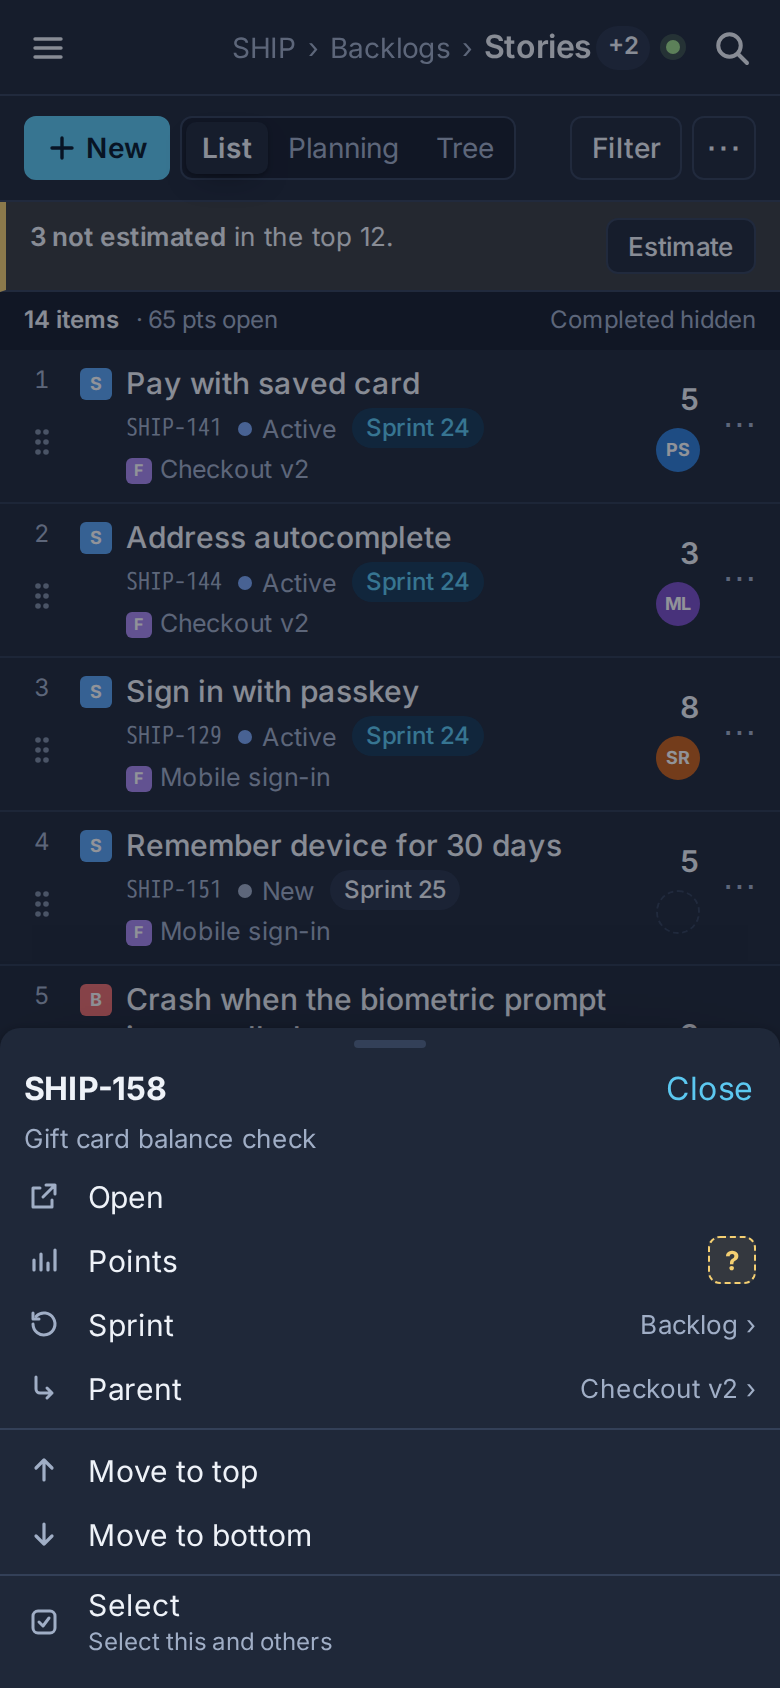 SHIP › Backlogs › Stories +2
+ New List Planning Tree Filter ···
3 not estimated in the top 12. Estimate
14 items · 65 pts open Completed hidden
1 S Pay with saved card 5
SHIP-141 Active Sprint 24 PS ···
F Checkout v2
2 S Address autocomplete 3
SHIP-144 Active Sprint 24 ML ···
F Checkout v2
3 S Sign in with passkey 8
SHIP-129 Active Sprint 24 SR ···
F Mobile sign-in
4 S Remember device for 30 days 5
SHIP-151 New Sprint 25 ···
F Mobile sign-in
5 B Crash when the biometric prompt
SHIP-158 Close
Gift card balance check
Open
Points ?
Sprint Backlog ›
Parent Checkout v2 ›
Move to top
Move to bottom
Select
Select this and others